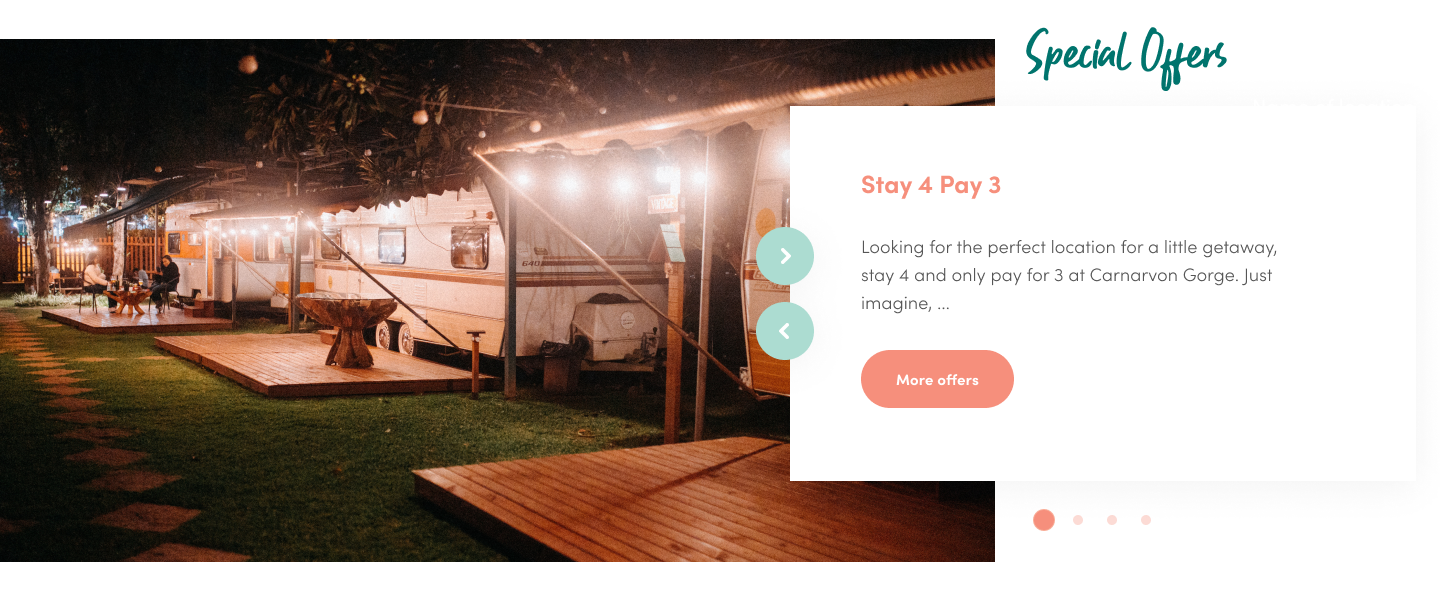 Special Offers
Stay 4 Pay 3
Looking for the perfect location for a little getaway,
stay 4 and only pay for 3 at Carnarvon Gorge. Just
imagine, ...
More offers
640